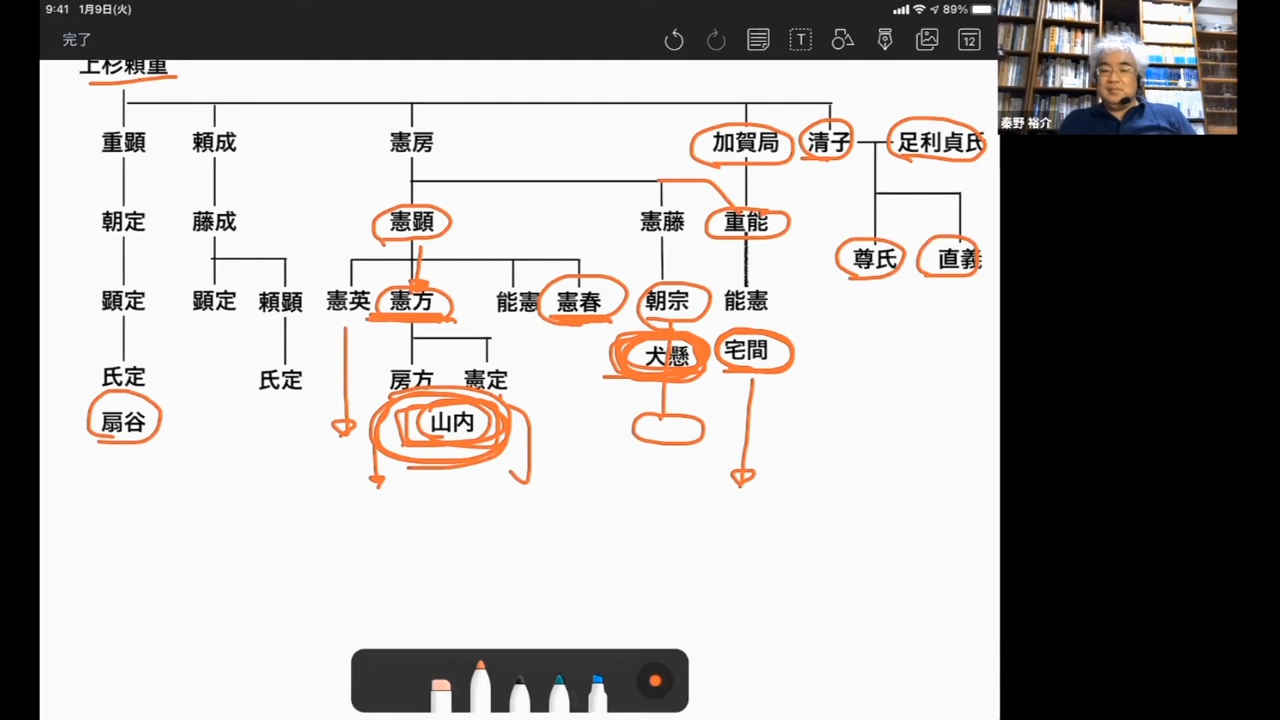 9:41 1月9日(火)
89%
完了
T
12
秦野 裕介
上杉頼重
重顕 頼成 憲房 加賀局 清子 足利貞氏
朝定 藤成 憲顕 憲藤 重能
尊氏 直義
顕定 顕定 頼顕 憲英 憲方 能憲 憲春 朝宗 能憲
犬懸 宅間
氏定 氏定 房方 憲定
扇谷 山内